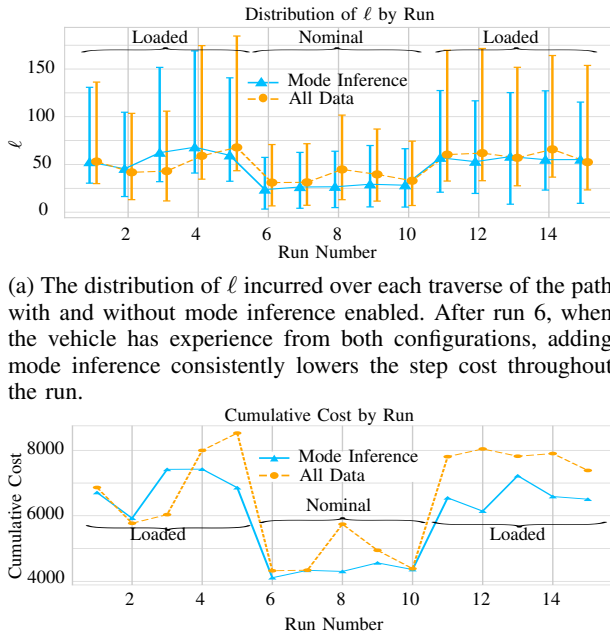 Distribution of ℓ by Run
Loaded
Nominal
Loaded
Mode Inference
All Data
150
100
50
0
ℓ
2
4
6
8
10
12
14
Run Number
(a) The distribution of ℓ incurred over each traverse of the path
with and without mode inference enabled. After run 6, when
the vehicle has experience from both configurations, adding
mode inference consistently lowers the step cost throughout
the run.
Cumulative Cost by Run
8000
6000
4000
Cumulative Cost
Mode Inference
All Data
Nominal
Loaded
Loaded
2
4
6
8
10
12
14
Run Number